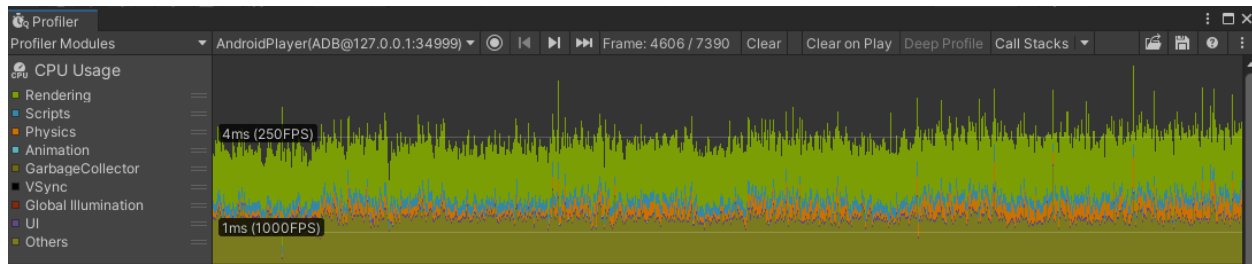 Profiler
Profiler Modules AndroidPlayer(ADB@127.0.0.1:34999) Frame: 4606 / 7390 Clear Clear on Play Deep Profile Call Stacks
CPU Usage
Rendering
Scripts
Physics
Animation
GarbageCollector
VSync
Global Illumination
UI
Others
4ms (250FPS)
1ms (1000FPS)